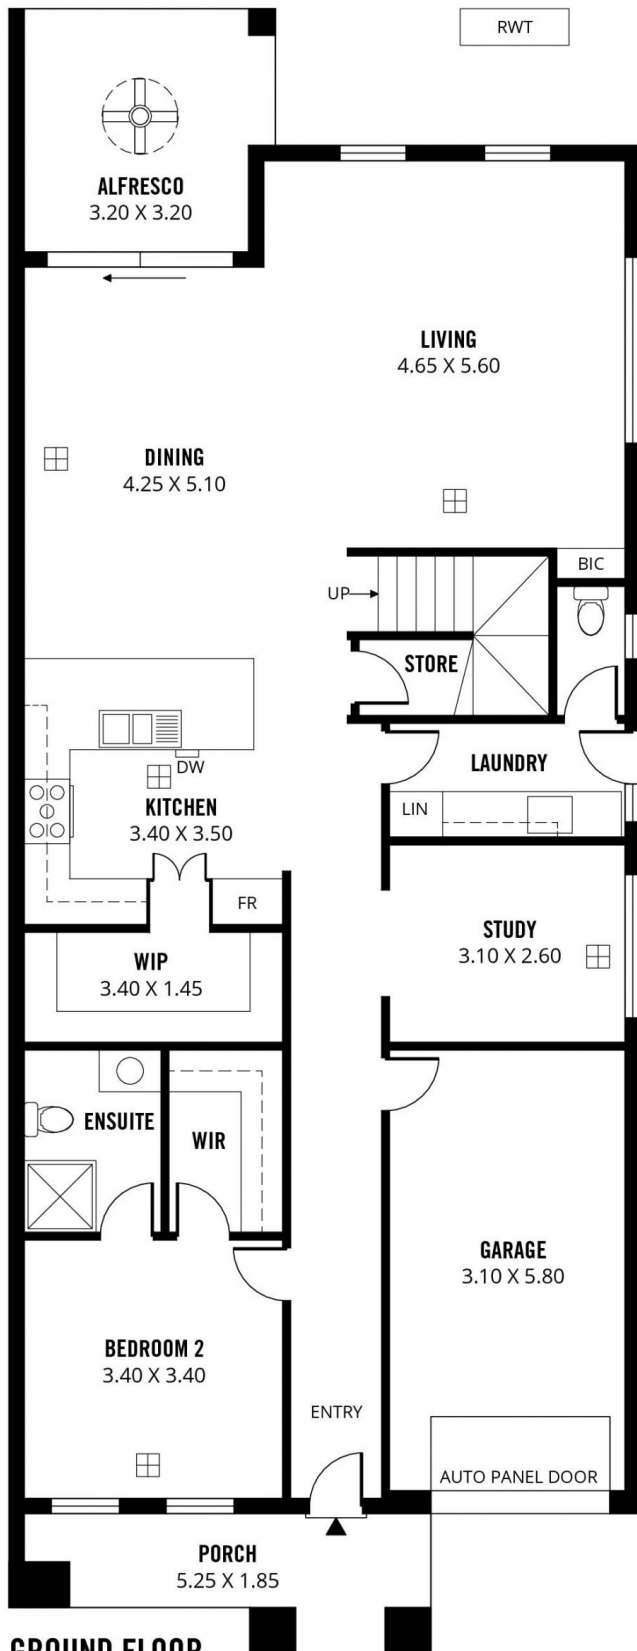 RWT
ALFRESCO
3.20 X 3.20
LIVING
4.65 X 5.60
DINING
4.25 X 5.10
BIC
UP
STORE
LAUNDRY
DW
KITCHEN
3.40 X 3.50
LIN
FR
STUDY
3.10 X 2.60
WIP
3.40 X 1.45
ENSUITE
WIR
GARAGE
3.10 X 5.80
BEDROOM 2
3.40 X 3.40
ENTRY
AUTO PANEL DOOR
PORCH
5.25 X 1.85
GROUND FLOOR